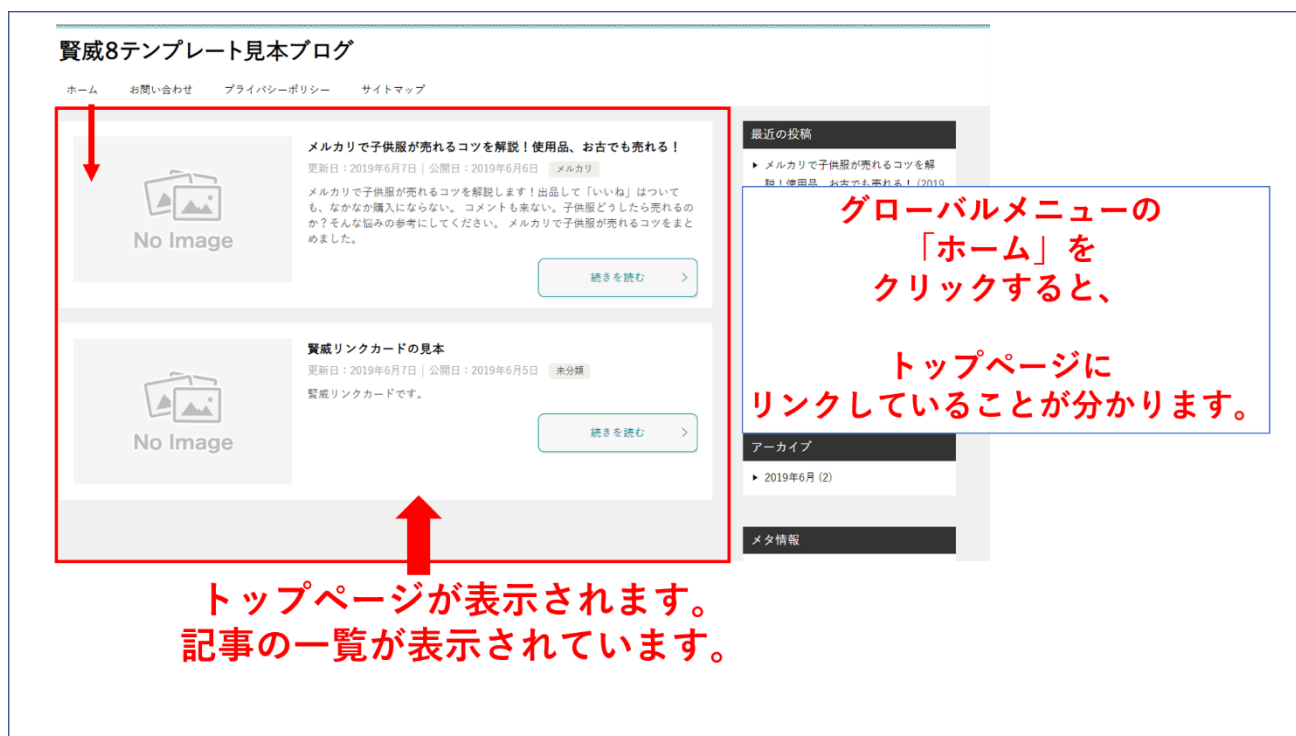 賢威8テンプレート見本ブログ
ホーム お問い合わせ プライバシーポリシー サイトマップ
No Image
メルカリで子供服が売れるコツを解説！使用品、お古でも売れる！
更新日：2019年6月7日｜公開日：2019年6月6日 メルカリ
メルカリで子供服が売れるコツを解説します！出品して「いいね」はついて
も、なかなか購入にならない。 コメントも来ない。子供服どうしたら売れるの
か？そんな悩みの参考にしてください。 メルカリで子供服が売れるコツをまと
めました。
続きを読む
No Image
賢威リンクカードの見本
更新日：2019年6月7日｜公開日：2019年6月5日 未分類
賢威リンクカードです。
続きを読む
最近の投稿
メルカリで子供服が売れるコツを解
説！使用品、お古でも売れる！(2019
グローバルメニューの
「ホーム」を
クリックすると、
トップページに
リンクしていることが分かります。
アーカイブ
2019年6月 (2)
メタ情報
トップページが表示されます。
記事の一覧が表示されています。